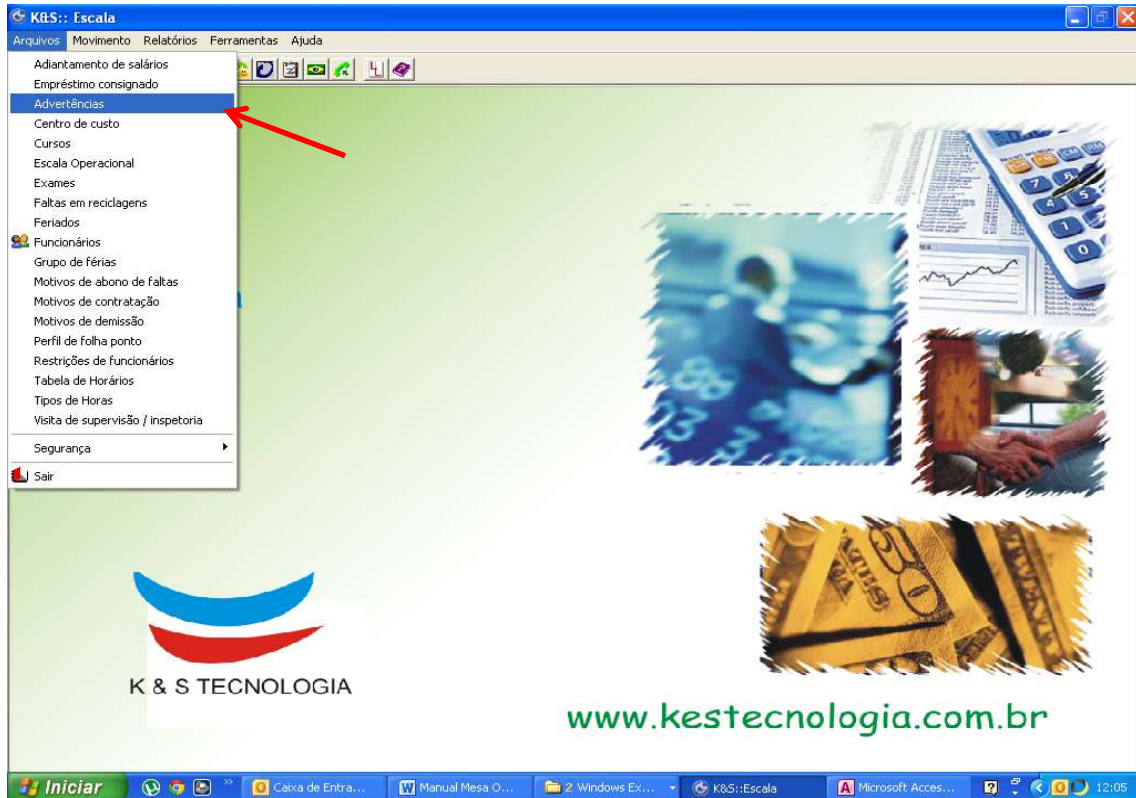 K&S:: Escala
Arquivos Movimento Relatórios Ferramentas Ajuda
Adiantamento de salários
Empréstimo consignado
Advertências
Centro de custo
Cursos
Escala Operacional
Exames
Faltas em reciclagens
Feriados
Funcionários
Grupo de férias
Motivos de abono de faltas
Motivos de contratação
Motivos de demissão
Perfil de folha ponto
Restrições de funcionários
Tabela de Horários
Tipos de Horas
Visita de supervisão / inspetoria
Segurança
Sair
K & S TECNOLOGIA
www.kestecnologia.com.br
Iniciar
Caixa de Entra...
Manual Mesa O...
2 Windows Ex...
K&S::Escala
Microsoft Acces...
12:05